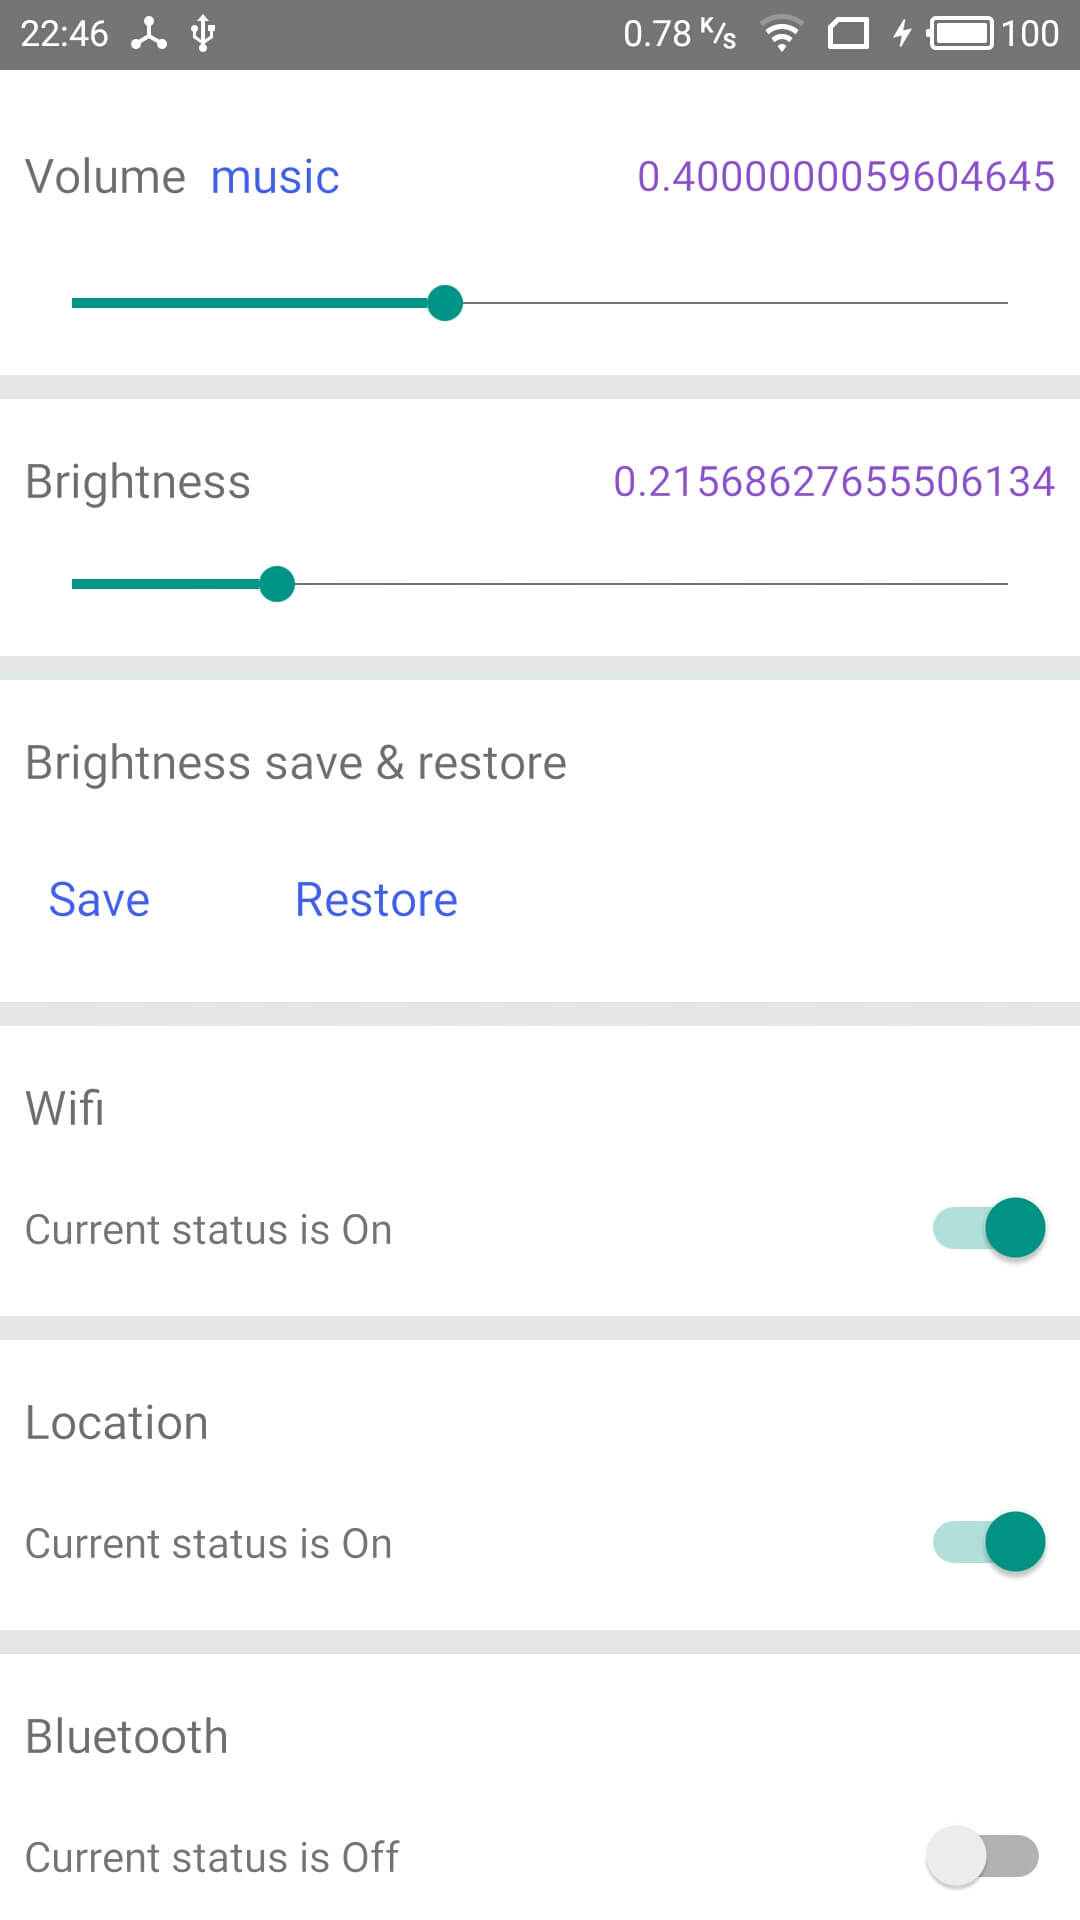 22:46 0.78 K/s 100
Volume music 0.4000000059604645
Brightness 0.21568627655506134
Brightness save & restore
Save Restore
Wifi
Current status is On
Location
Current status is On
Bluetooth
Current status is Off